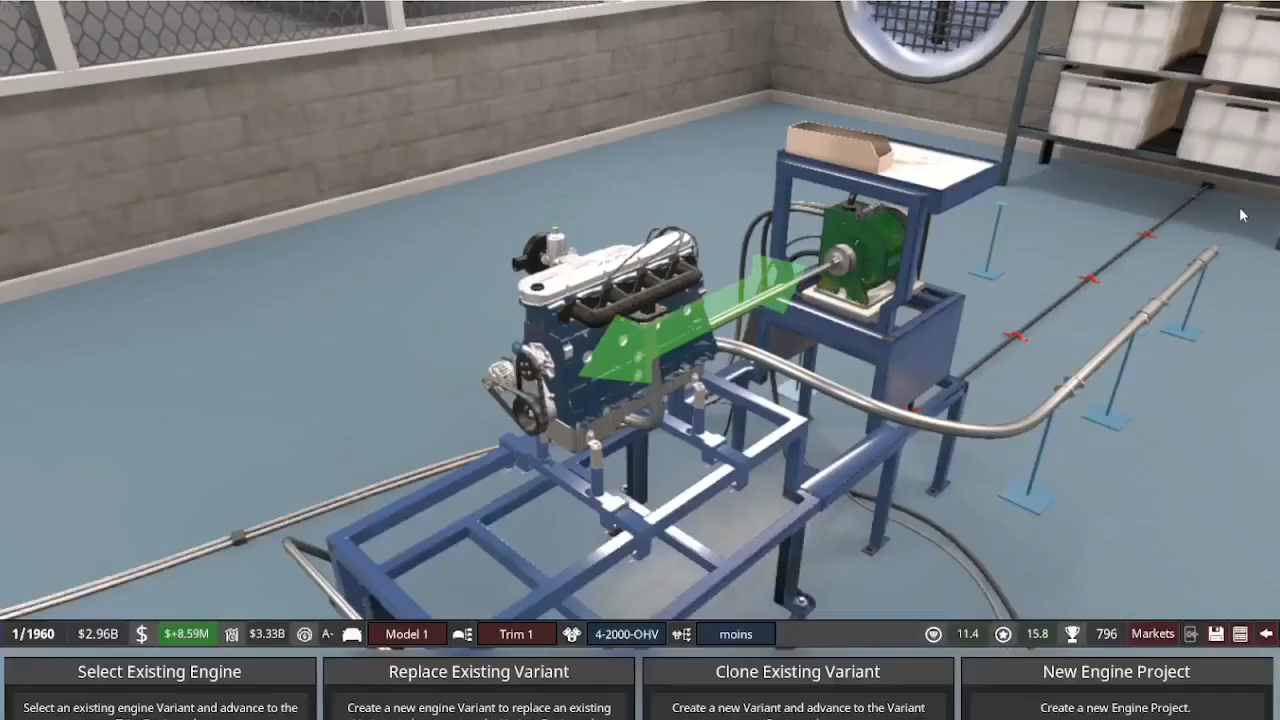 1/1960 $2.96B $ $+8.59M $3.33B A- Model 1 Trim 1 4-2000-OHV moins 11.4 15.8 796 Markets
Select Existing Engine
Select an existing engine Variant and advance to the
Replace Existing Variant
Create a new engine Variant to replace an existing
Clone Existing Variant
Create a new Variant and advance to the Variant
New Engine Project
Create a new Engine Project.